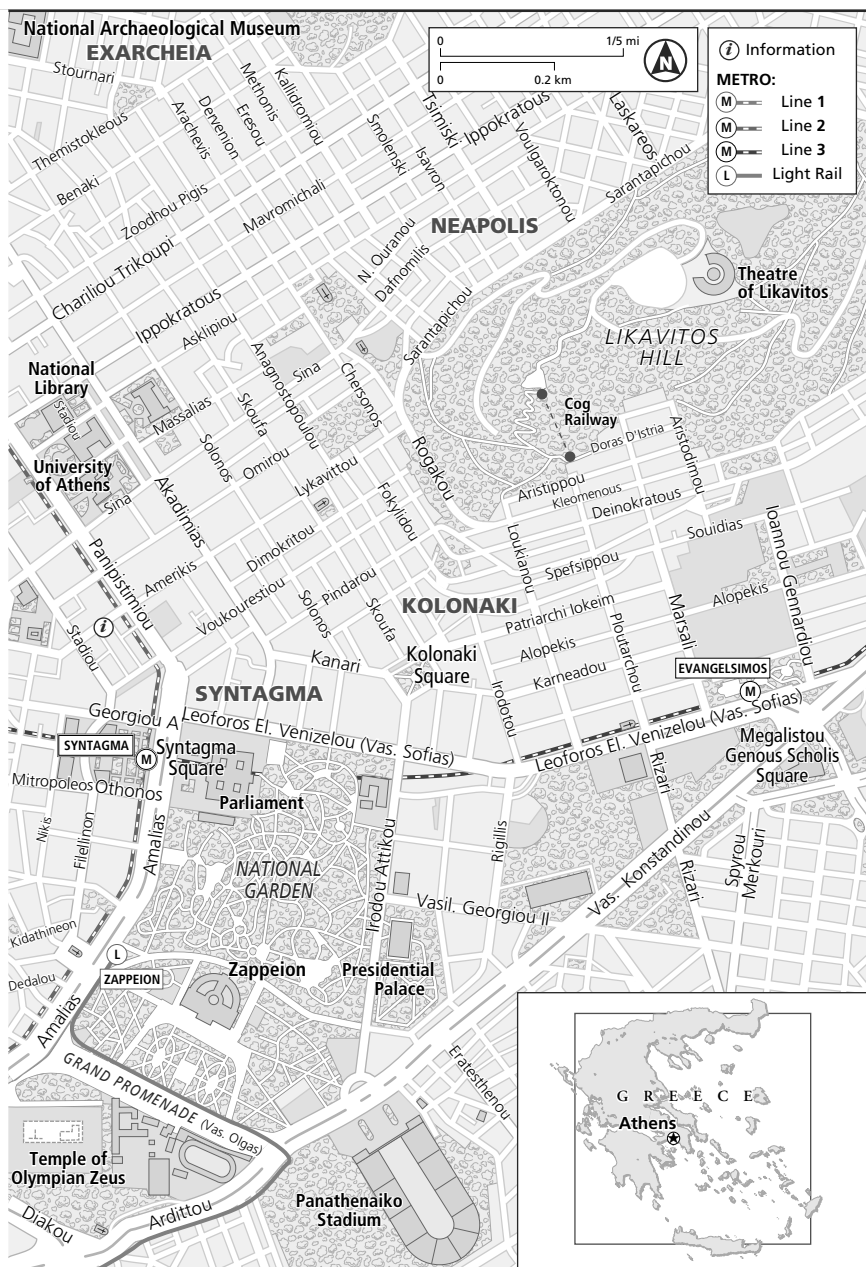 National Archaeological Museum
EXARCHEIA
0
1/5 mi
0
0.2 km
N
i Information
METRO:
M Line 1
M Line 2
M Line 3
L Light Rail
Stournari
Themistokleous
Benaki
Arachevis
Dervenion
Eresou
Methonis
Kallidromiou
Zoodhou Pigis
Mavromichali
Chariliou Trikoupi
Ippokratous
Asklipiou
Smolenski
Isavron
Tsimiski
Ippokratous
Voulgaroktonou
Laskareos
Sarantapichou
NEAPOLIS
N. Ouranou
Dafnomilis
Sarantapichou
Theatre
of Likavitos
LIKAVITOS
HILL
Cog
Railway
National
Library
Stadiou
University
of Athens
Massalias
Sina
Anagnostopoulou
Skoufa
Solonos
Omirou
Chersonos
Rogakou
Lykavittou
Fokylidou
Sina
Akadimias
Panipistimiou
Amerikis
Dimokritou
Voukourestiou
Pindarou
Solonos
Skoufa
Kanari
Doras D'Istria
Aristodimou
Aristippou
Kleomenous
Deinokratous
Loukianou
Souidias
Ioannou Gennardiou
Spefsippou
KOLONAKI
Patriarchi Iokeim
Alopekis
Alopekis
Karneadou
Ploutarchou
Marsali
Irodotou
Kolonaki
Square
EVANGELSIMOS
M
i
Stadiou
SYNTAGMA
Georgiou A
Leoforos El. Venizelou (Vas. Sofias)
Leoforos El. Venizelou (Vas. Sofias)
Megalistou
Genous Scholis
Square
SYNTAGMA
M
Syntagma
Square
Mitropoleos
Othonos
Parliament
Nikis
Filellinon
Amalias
NATIONAL
GARDEN
Irodou Attikou
Rigillis
Rizari
Rizari
Spyrou
Merkouri
Vas. Konstandinou
Vasil. Georgiou II
Kidathineon
Dedalou
L
ZAPPEION
Zappeion
Presidential
Palace
Amalias
GRAND PROMENADE (Vas. Olgas)
Eratesthenou
Temple of
Olympian Zeus
Diakou
Ardittou
Panathenaiko
Stadium
GREECE
Athens